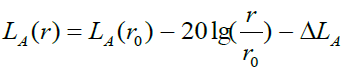 L_A(r) = L_A(r_0) − 20lg(r/r_0) − ΔL_A